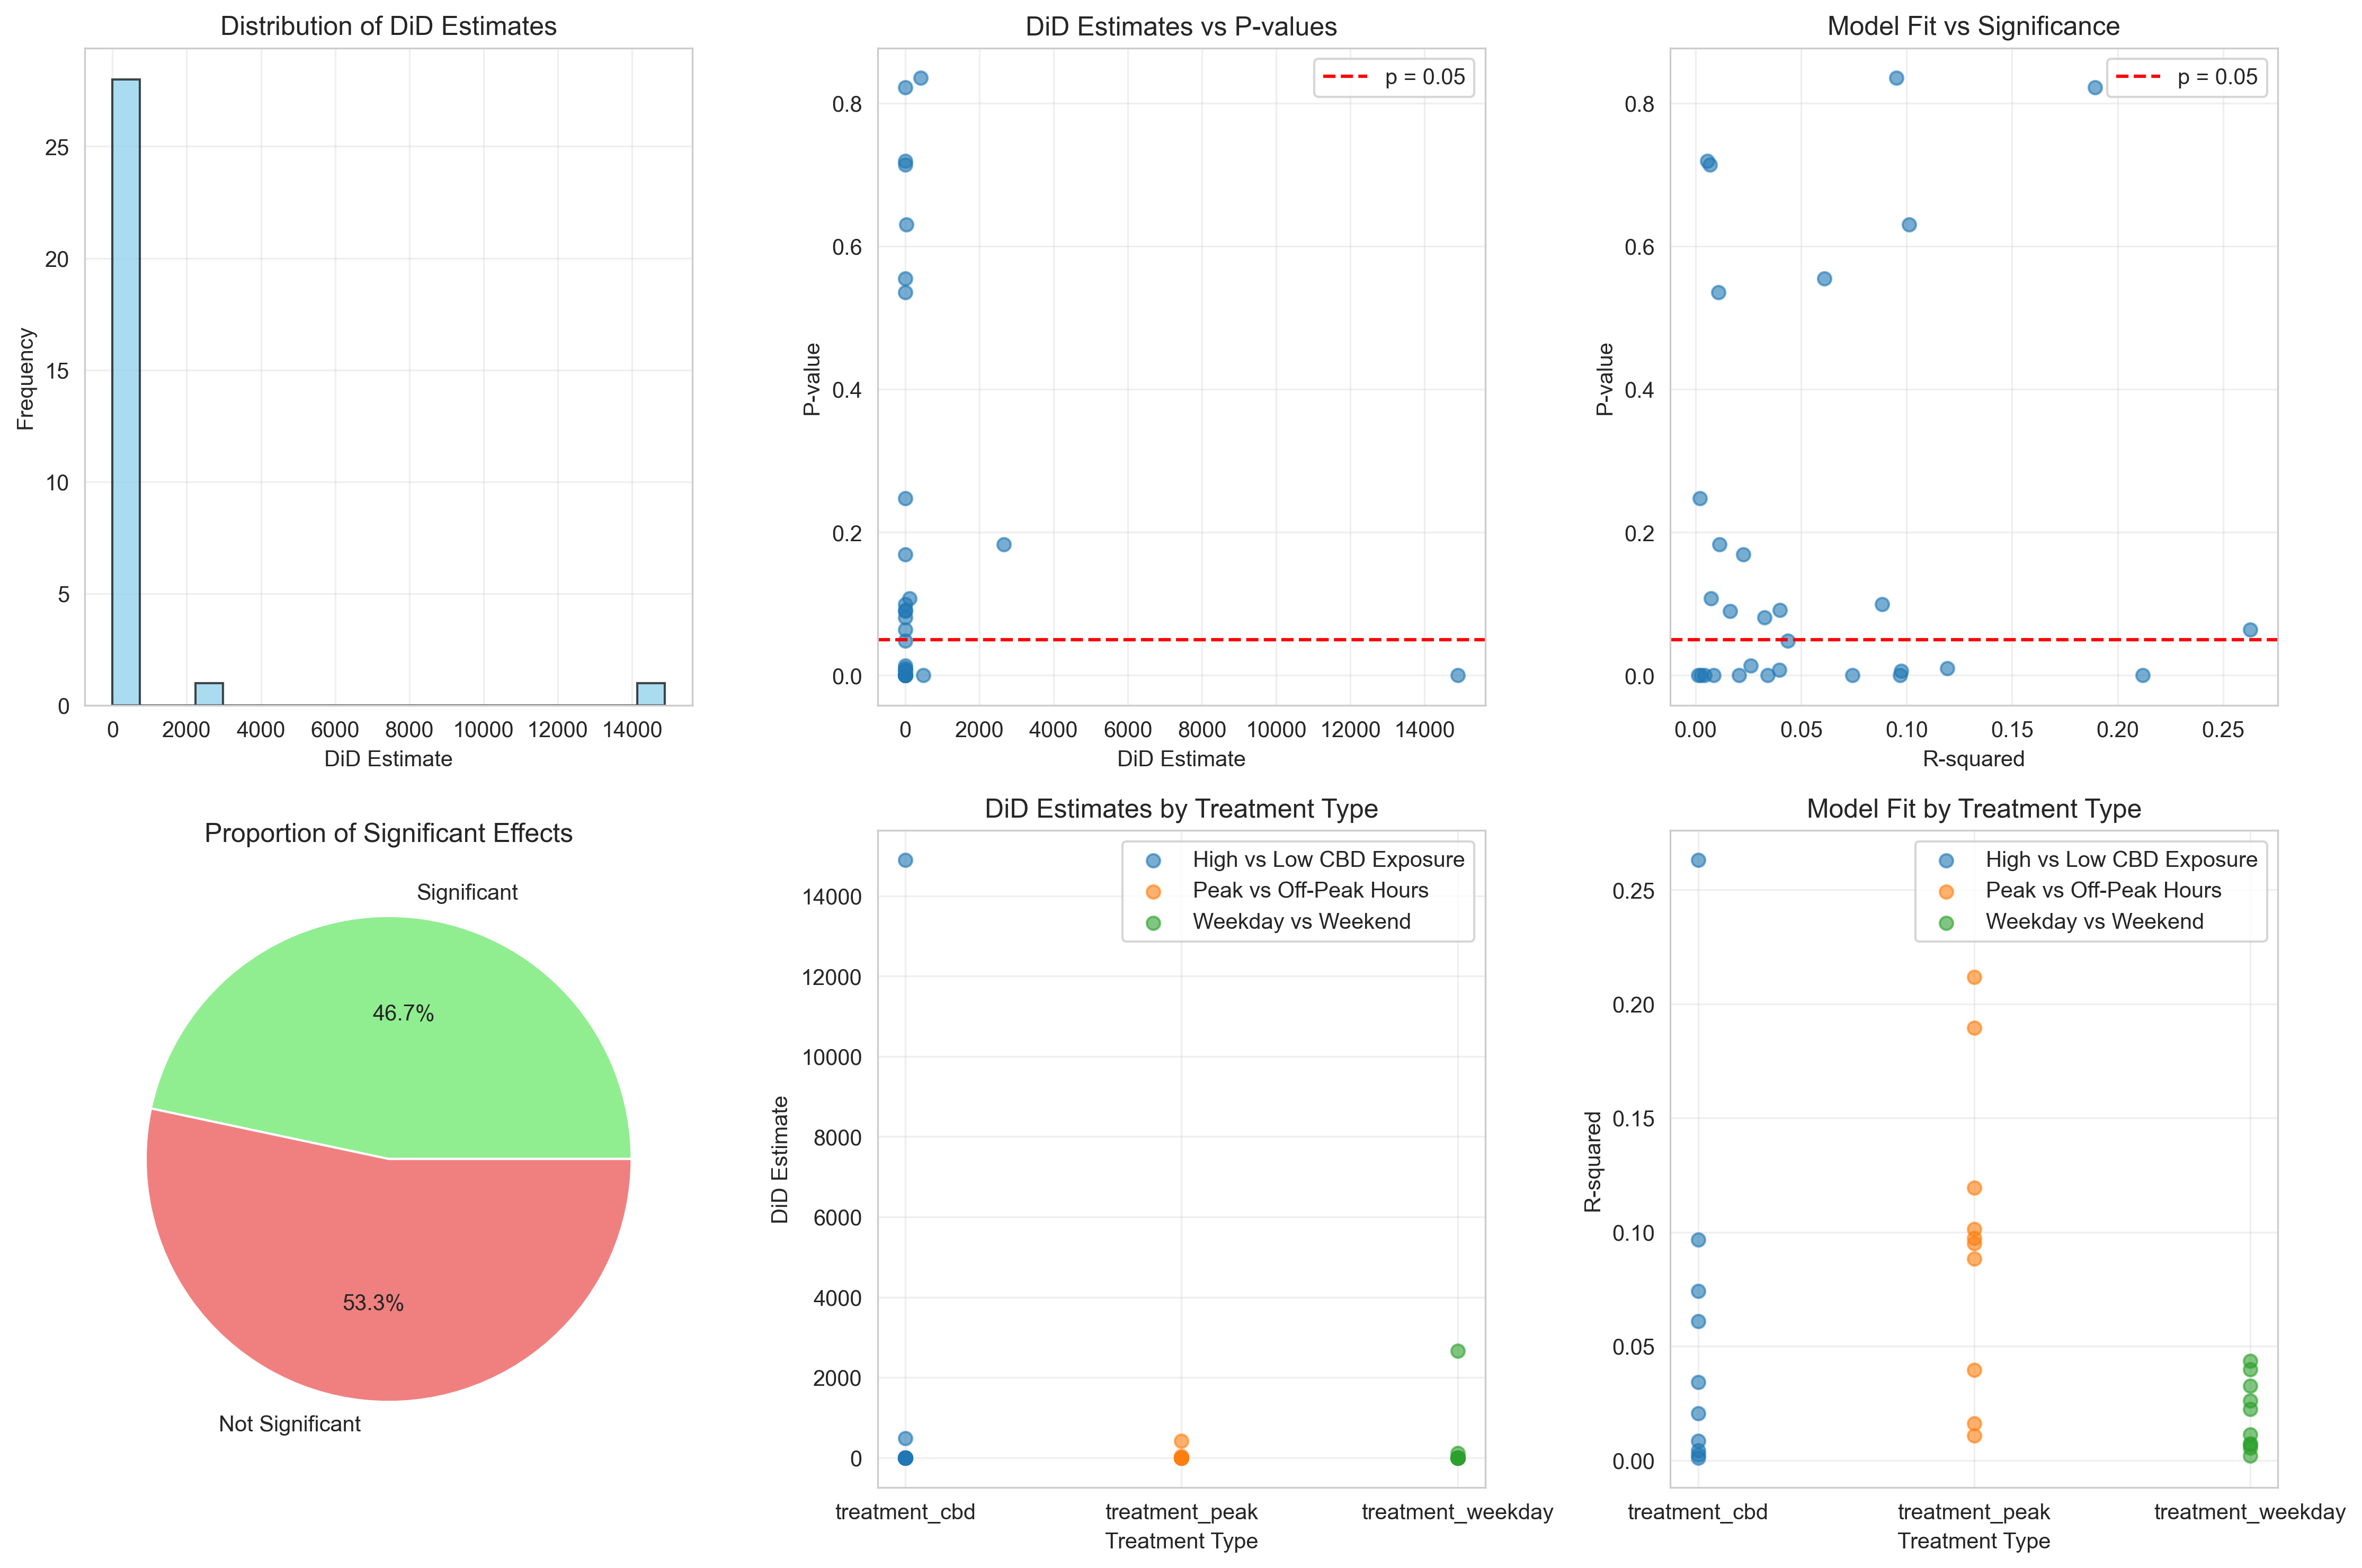 Distribution of DiD Estimates
Frequency
25
20
15
10
5
0
0 2000 4000 6000 8000 10000 12000 14000
DiD Estimate
DiD Estimates vs P-values
p = 0.05
P-value
0.8
0.6
0.4
0.2
0.0
0 2000 4000 6000 8000 10000 12000 14000
DiD Estimate
Model Fit vs Significance
p = 0.05
P-value
0.8
0.6
0.4
0.2
0.0
0.00 0.05 0.10 0.15 0.20 0.25
R-squared
Proportion of Significant Effects
Significant
46.7%
53.3%
Not Significant
DiD Estimates by Treatment Type
High vs Low CBD Exposure
Peak vs Off-Peak Hours
Weekday vs Weekend
DiD Estimate
14000
12000
10000
8000
6000
4000
2000
0
treatment_cbd treatment_peak treatment_weekday
Treatment Type
Model Fit by Treatment Type
High vs Low CBD Exposure
Peak vs Off-Peak Hours
Weekday vs Weekend
R-squared
0.25
0.20
0.15
0.10
0.05
0.00
treatment_cbd treatment_peak treatment_weekday
Treatment Type